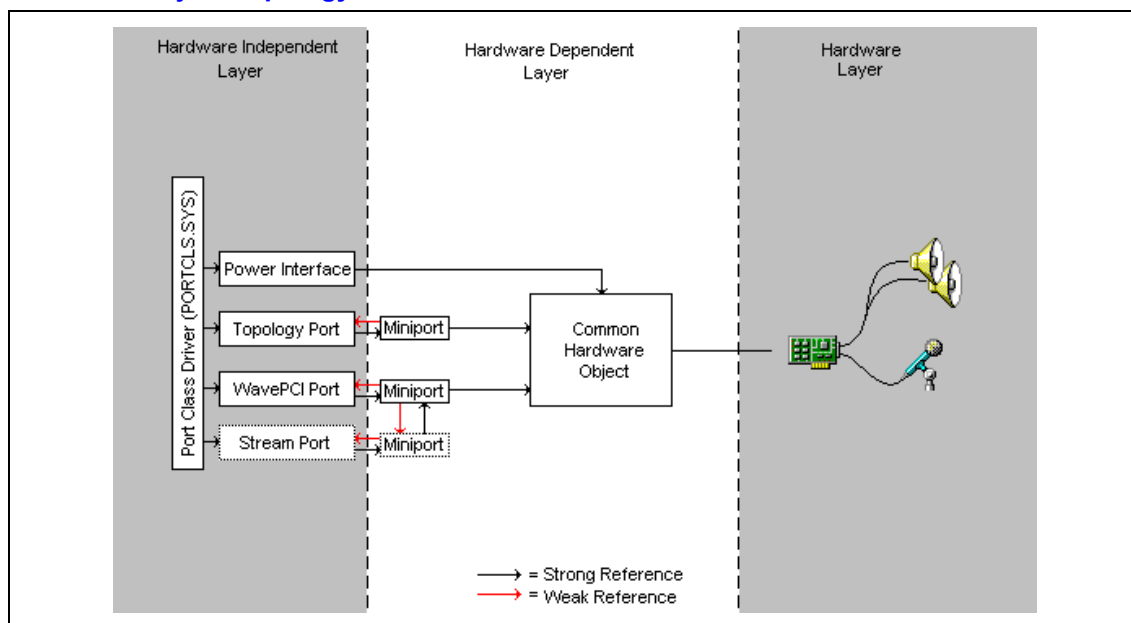 Hardware Independent
Layer
Hardware Dependent
Layer
Hardware
Layer
Port Class Driver (PORTCLS.SYS)
Power Interface
Topology Port
Miniport
WavePCI Port
Miniport
Stream Port
Miniport
Common
Hardware
Object
= Strong Reference
= Weak Reference